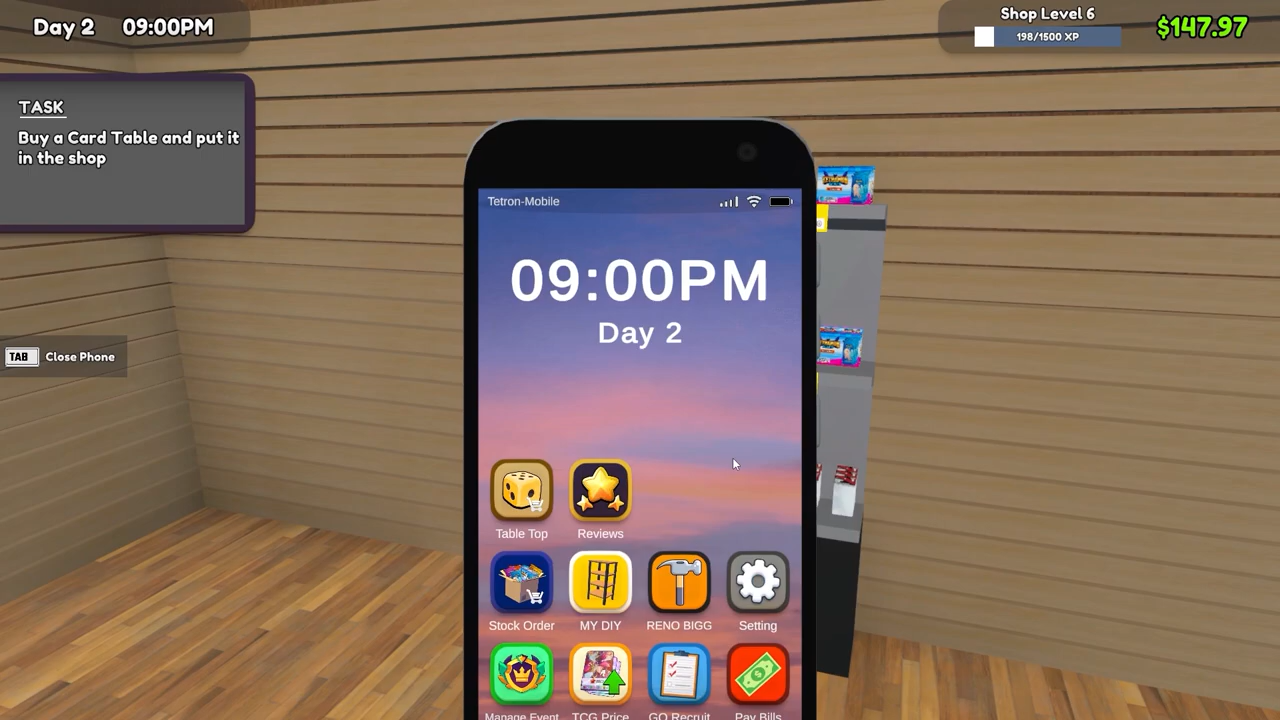 Day 2 09:00PM
Shop Level 6
198/1500 XP
$147.97
TASK
Buy a Card Table and put it
in the shop
TAB Close Phone
Tetron-Mobile
09:00PM
Day 2
Table Top Reviews
Stock Order MY DIY RENO BIGG Setting
Manage Event TCG Price GO Recruit Pay Bills